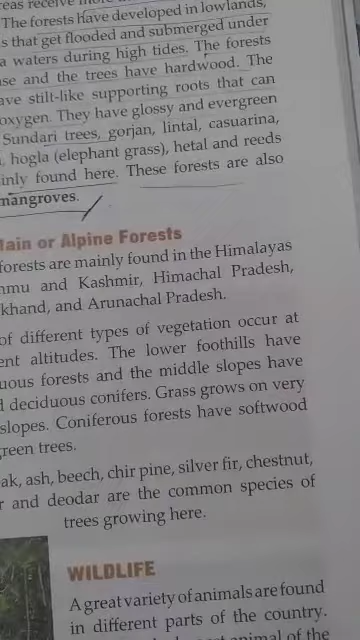 receive more
The forests have developed in lowlands,
s that get flooded and submerged under
a waters during high tides. The forests
se and the trees have hardwood. The
ave stilt-like supporting roots that can
oxygen. They have glossy and evergreen
Sundari trees, gorjan, lintal, casuarina,
, hogla (elephant grass), hetal and reeds
inly found here. These forests are also
mangroves.
Main or Alpine Forests
forests are mainly found in the Himalayas
mmu and Kashmir, Himachal Pradesh,
khand, and Arunachal Pradesh.
of different types of vegetation occur at
ent altitudes. The lower foothills have
uous forests and the middle slopes have
d deciduous conifers. Grass grows on very
slopes. Coniferous forests have softwood
green trees.
ak, ash, beech, chir pine, silver fir, chestnut,
r and deodar are the common species of
trees growing here.
WILDLIFE
A great variety of animals are found
in different parts of the country.
animal of the